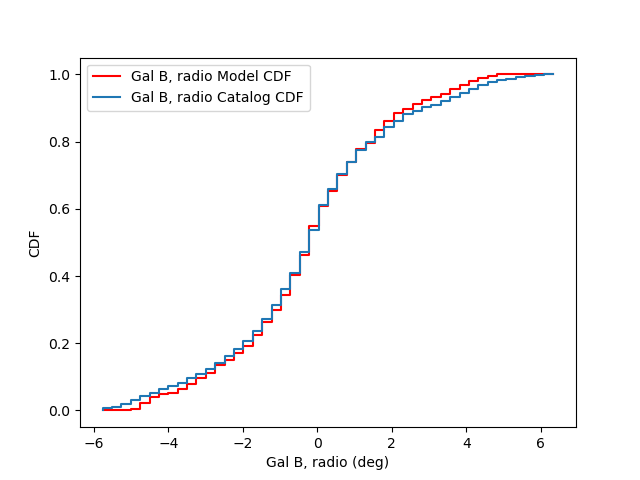 Gal B, radio Model CDF
Gal B, radio Catalog CDF
1.0
0.8
0.6
0.4
0.2
0.0
CDF
−6 −4 −2 0 2 4 6
Gal B, radio (deg)